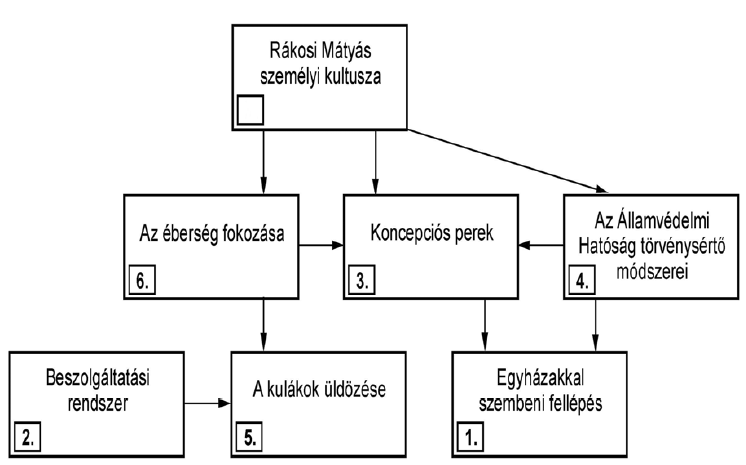 Rákosi Mátyás
személyi kultusza
Az éberség fokozása
6.
Koncepciós perek
3.
Az Államvédelmi
Hatóság törvénysértő
módszerei
4.
Beszolgáltatási
rendszer
2.
A kulákok üldözése
5.
Egyházakkal
szembeni fellépés
1.